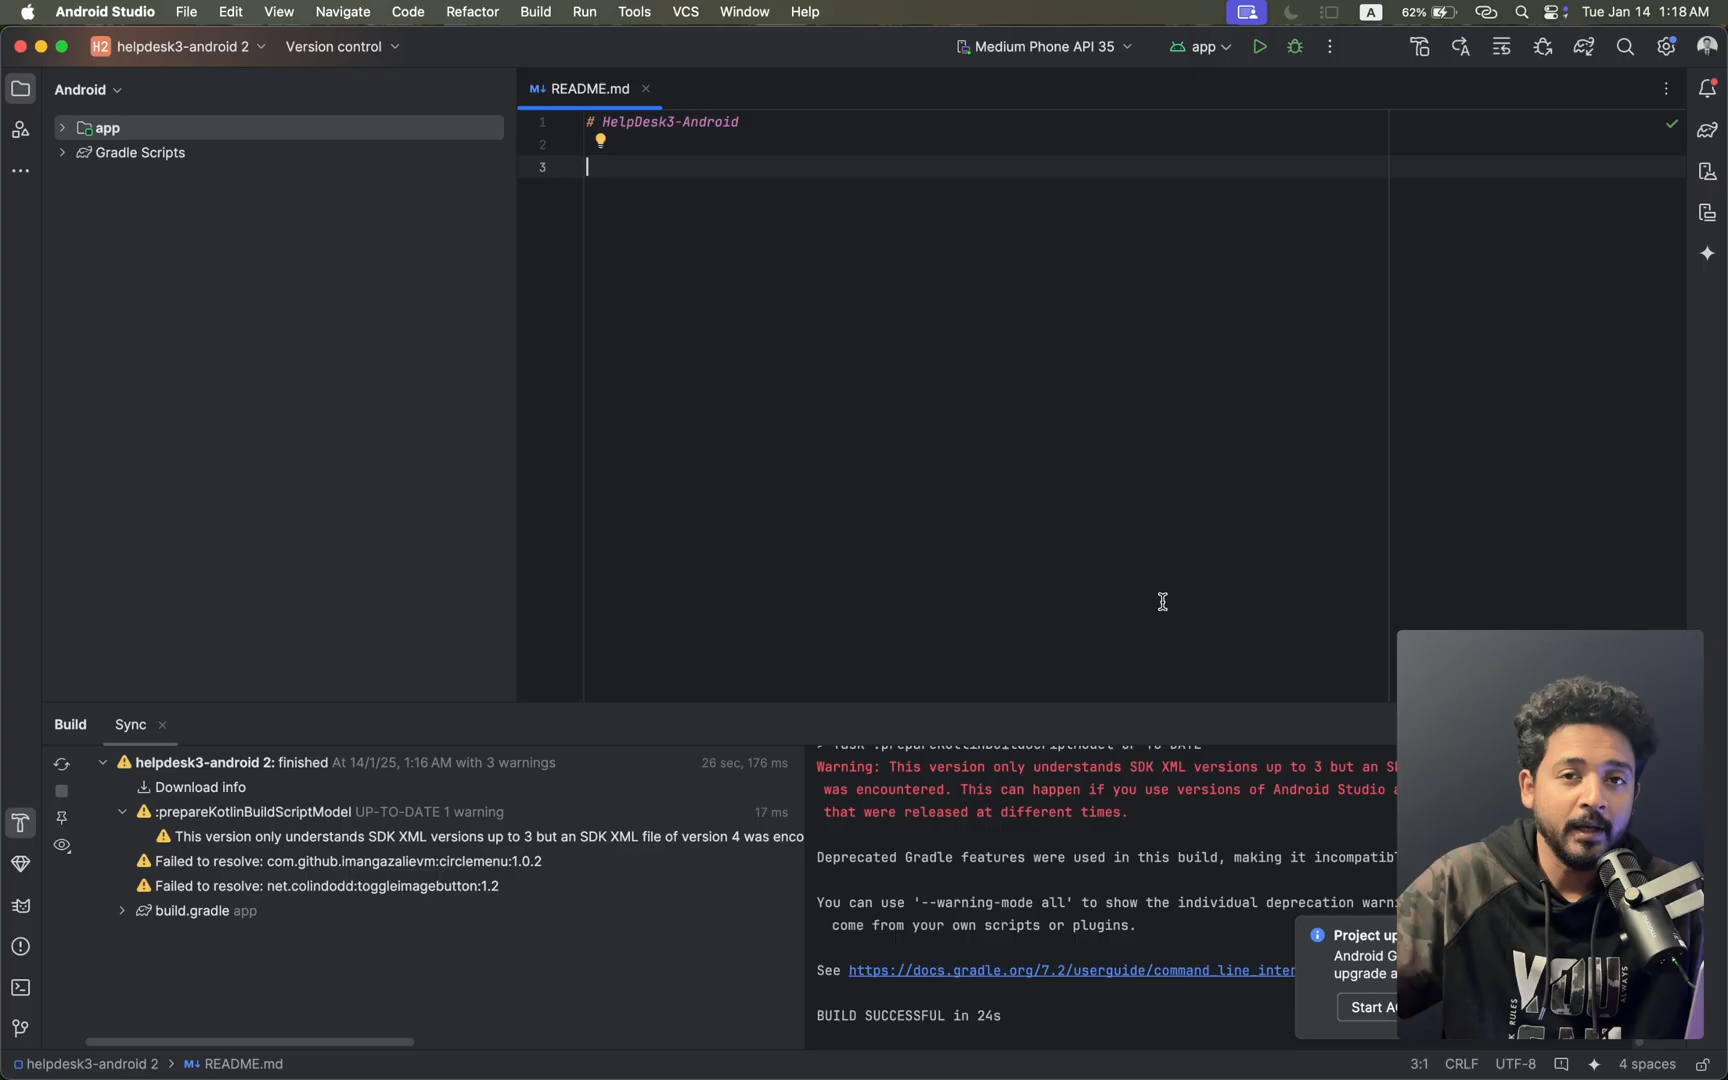 Android Studio File Edit View Navigate Code Refactor Build Run Tools VCS Window Help
A 62% Tue Jan 14 1:18 AM
H2 helpdesk3-android 2 Version control
Medium Phone API 35 app
Android
README.md
app
Gradle Scripts
1 # HelpDesk3-Android
2
3
Build Sync
helpdesk3-android 2: finished At 14/1/25, 1:16 AM with 3 warnings 26 sec, 176 ms
Download info
:prepareKotlinBuildScriptModel UP-TO-DATE 1 warning 17 ms
This version only understands SDK XML versions up to 3 but an SDK XML file of version 4 was enco
Failed to resolve: com.github.imangazalievm:circlemenu:1.0.2
Failed to resolve: net.colindodd:toggleimagebutton:1.2
build.gradle app
Warning: This version only understands SDK XML versions up to 3 but an S
was encountered. This can happen if you use versions of Android Studio a
that were released at different times.
Deprecated Gradle features were used in this build, making it incompatib
You can use '--warning-mode all' to show the individual deprecation warn
come from your own scripts or plugins.
See https://docs.gradle.org/7.2/userguide/command_line_inter
BUILD SUCCESSFUL in 24s
Project up
Android G
upgrade a
Start A
YOU
RULES
ALWAYS
helpdesk3-android 2 > README.md
3:1 CRLF UTF-8 4 spaces